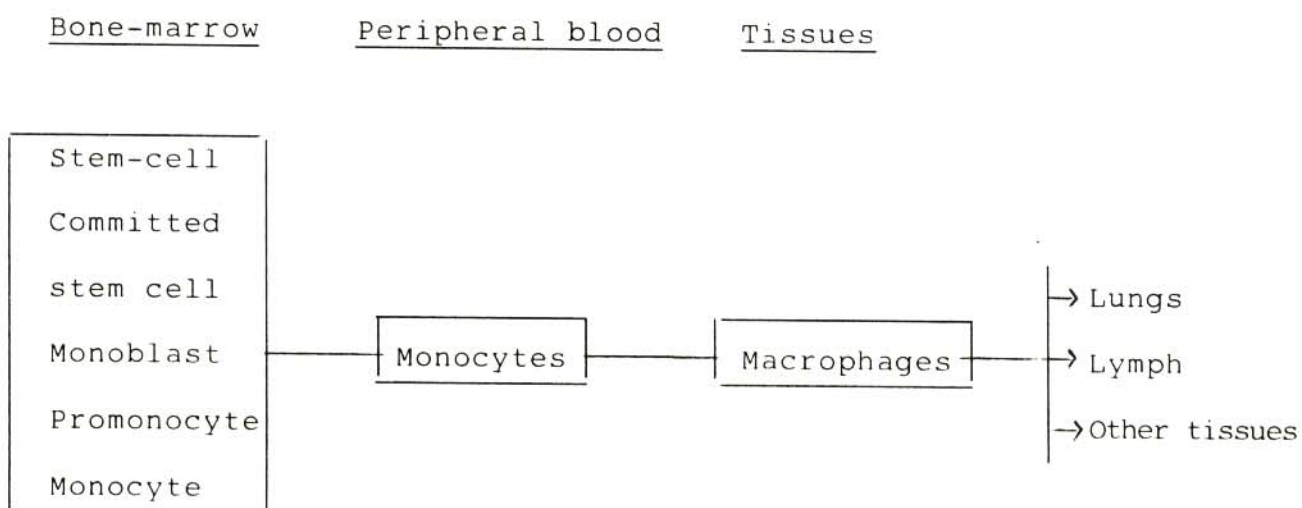 Bone-marrow Peripheral blood Tissues
Stem-cell
Committed
stem cell
Monoblast
Promonocyte
Monocyte
Monocytes
Macrophages
Lungs
Lymph
Other tissues